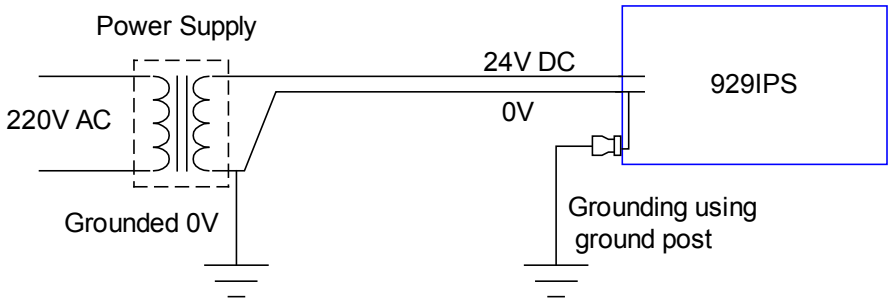 Power Supply
24V DC
929IPS
220V AC
0V
Grounded 0V
Grounding using
ground post